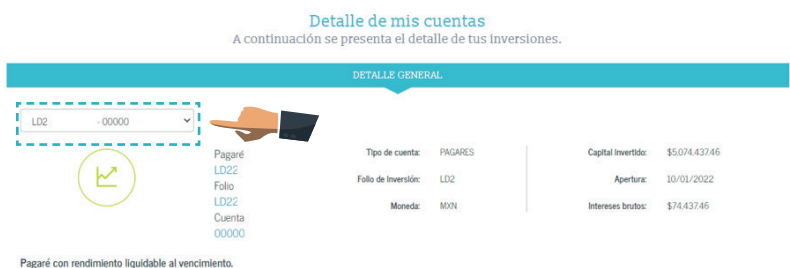 Detalle de mis cuentas
A continuación se presenta el detalle de tus inversiones.
DETALLE GENERAL
LD2 - 00000
Pagaré
LD22
Folio
LD22
Cuenta
00000
Tipo de cuenta: PAGARES
Folio de Inversión: LD2
Moneda: MXN
Capital Invertido: $5,074,437.46
Apertura: 10/01/2022
Intereses brutos: $74,437.46
Pagaré con rendimiento liquidable al vencimiento.